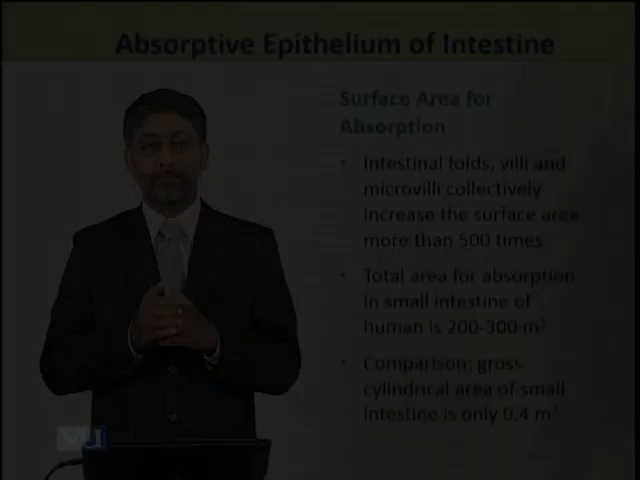 Absorptive Epithelium of Intestine
Surface Area for
Absorption
• Intestinal folds, villi and
microvilli collectively
increase the surface area
more than 500 times
• Total area for absorption
in small intestine of
human is 200-300 m²
• Comparison: gross
cylindrical area of small
intestine is only 0.4 m²
VU